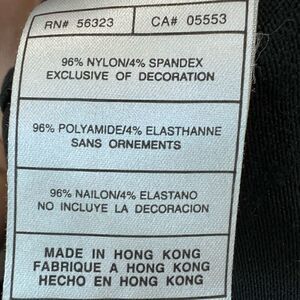 RN# 56323 CA# 05553
96% NYLON/4% SPANDEX
EXCLUSIVE OF DECORATION
96% POLYAMIDE/4% ELASTHANNE
SANS ORNEMENTS
96% NAILON/4% ELASTANO
NO INCLUYE LA DECORACION
MADE IN HONG KONG
FABRIQUE A HONG KONG
HECHO EN HONG KONG